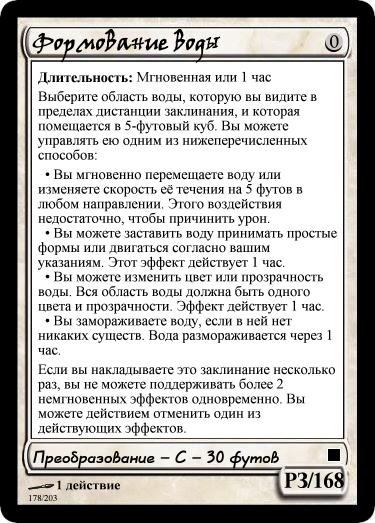 Формование воды
0
Длительность: Мгновенная или 1 час
Выберите область воды, которую вы видите в
пределах дистанции заклинания, и которая
помещается в 5-футовый куб. Вы можете
управлять ею одним из нижеперечисленных
способов:
• Вы мгновенно перемещаете воду или
изменяете скорость её течения на 5 футов в
любом направлении. Этого воздействия
недостаточно, чтобы причинить урон.
• Вы можете заставить воду принимать простые
формы или двигаться согласно вашим
указаниям. Этот эффект действует 1 час.
• Вы можете изменить цвет или прозрачность
воды. Вся область воды должна быть одного
цвета и прозрачности. Эффект действует 1 час.
• Вы замораживаете воду, если в ней нет
никаких существ. Вода размораживается через 1
час.
Если вы накладываете это заклинание несколько
раз, вы не можете поддерживать более 2
немгновенных эффектов одновременно. Вы
можете действием отменить один из
действующих эффектов.
Преобразование – С – 30 футов
1 действие
РЗ/168
178/203